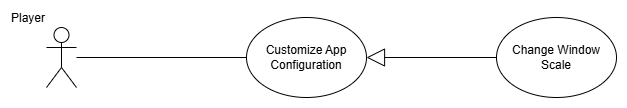 Player
Customize App
Configuration
Change Window
Scale